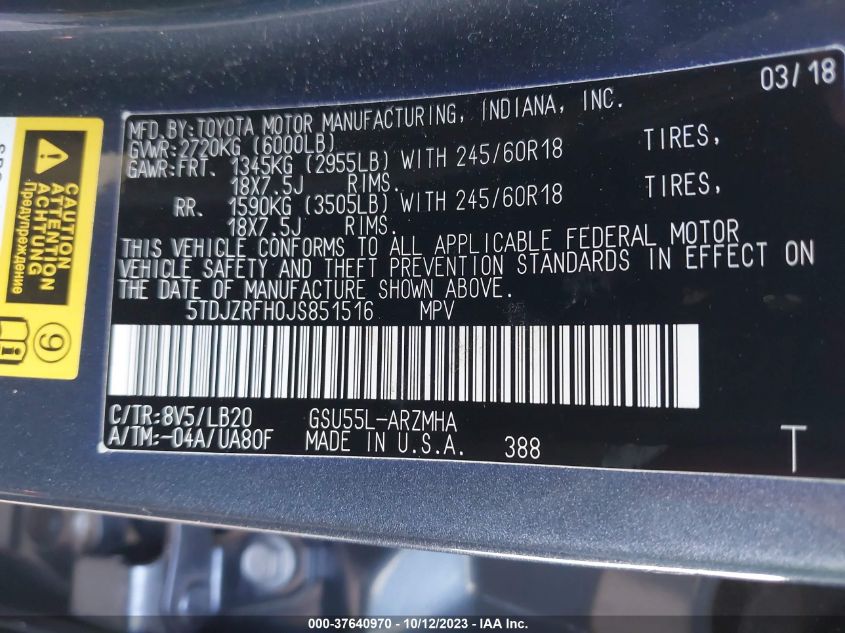 03/18
MFD.BY:TOYOTA MOTOR MANUFACTURING, INDIANA, INC.
GVWR:2720KG (6000LB)
GAWR:FRT. 1345KG (2955LB) WITH 245/60R18 TIRES,
18X7.5J RIMS.
RR. 1590KG (3505LB) WITH 245/60R18 TIRES,
18X7.5J RIMS.
THIS VEHICLE CONFORMS TO ALL APPLICABLE FEDERAL MOTOR
VEHICLE SAFETY AND THEFT PREVENTION STANDARDS IN EFFECT ON
THE DATE OF MANUFACTURE SHOWN ABOVE.
5TDJZRFH0JS851516 MPV
C/TR:8V5/LB20 GSU55L-ARZMHA
A/TM:-04A/UA80F MADE IN U.S.A. 388 T
CAUTION
ATTENTION
ACHTUNG
Предупреждение
9
000-37640970 - 10/12/2023 - IAA Inc.